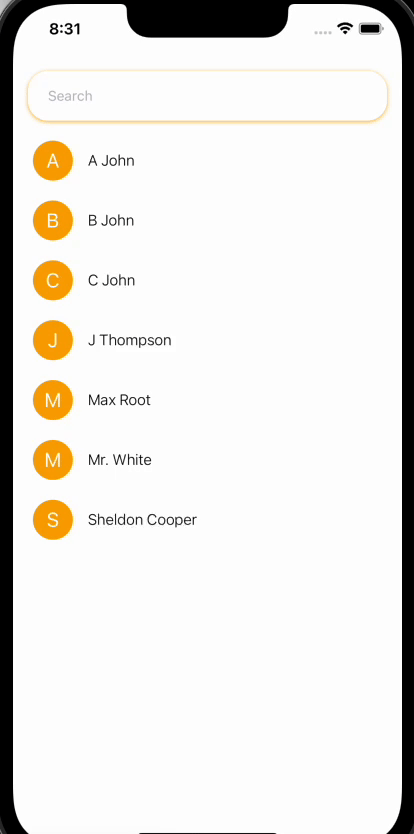 8:31
Search
A A John
B B John
C C John
J J Thompson
M Max Root
M Mr. White
S Sheldon Cooper